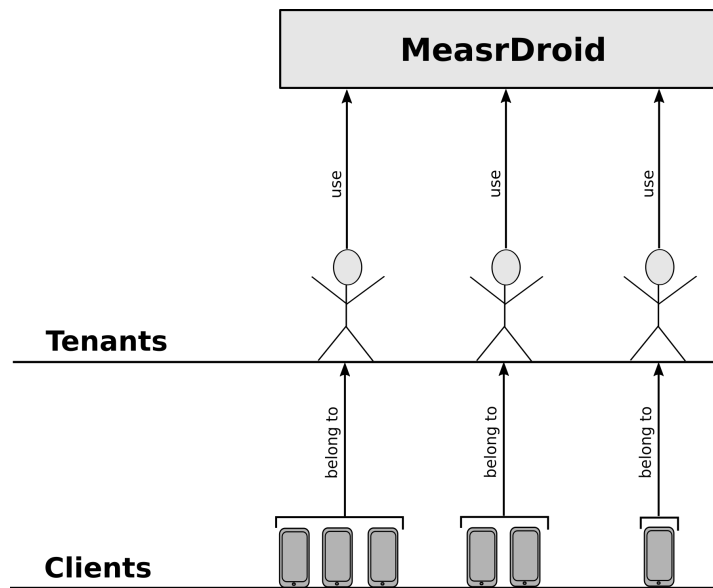 MeasrDroid
use
use
use
Tenants
belong to
belong to
belong to
Clients